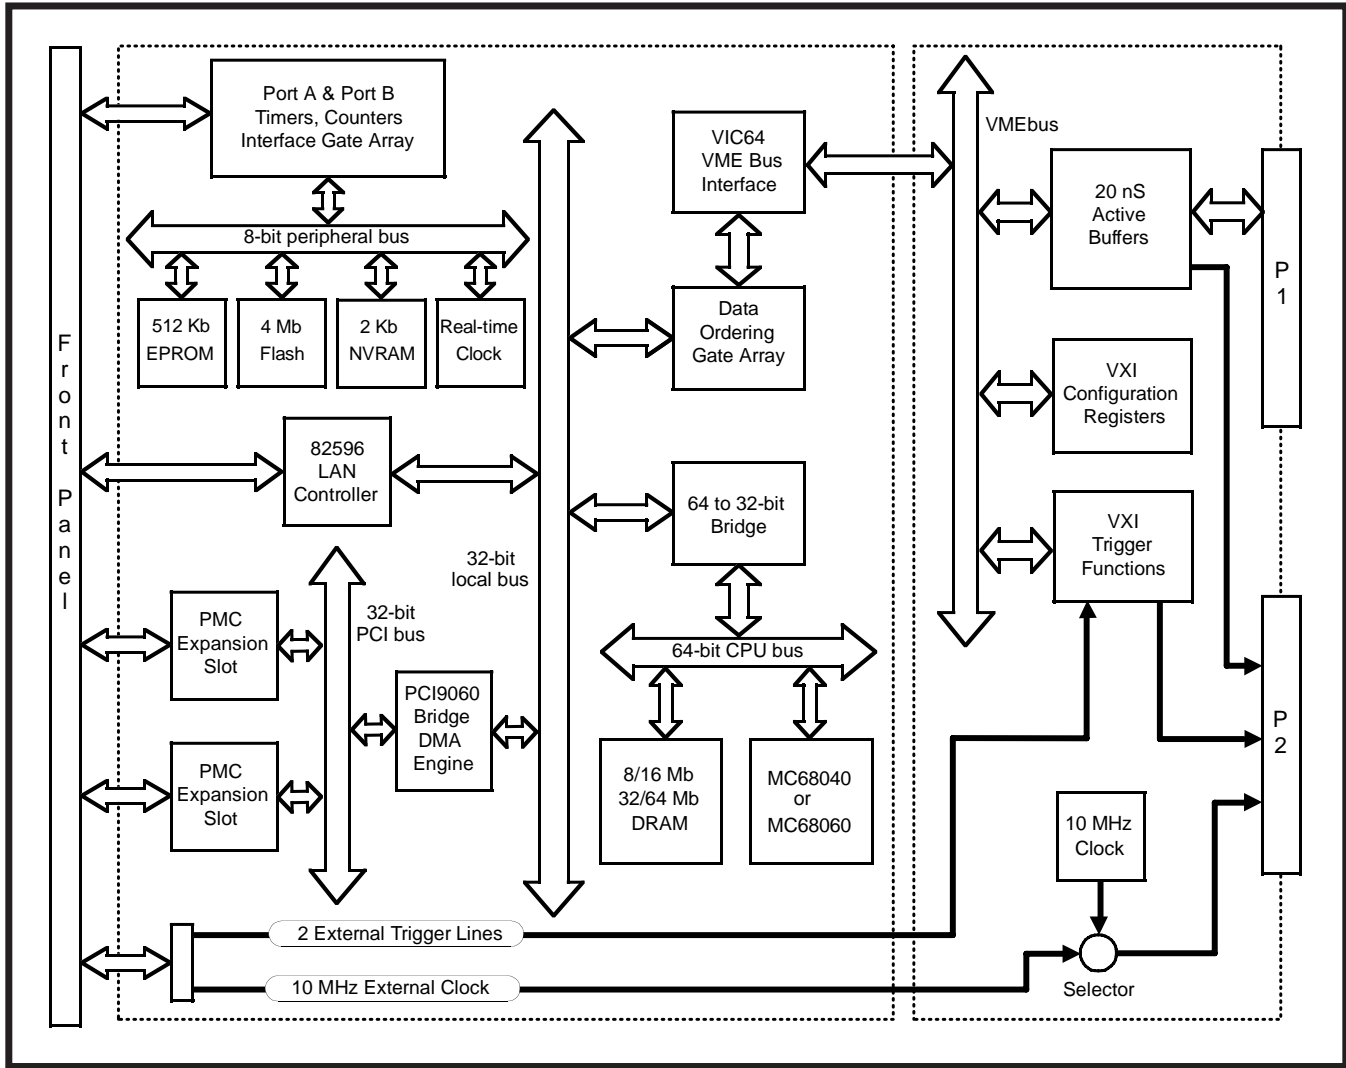 Front Panel
Port A & Port B
Timers, Counters
Interface Gate Array
8-bit peripheral bus
512 Kb
EPROM
4 Mb
Flash
2 Kb
NVRAM
Real-time
Clock
82596
LAN
Controller
32-bit
local bus
32-bit
PCI bus
PMC
Expansion
Slot
PMC
Expansion
Slot
PCI9060
Bridge
DMA
Engine
VIC64
VME Bus
Interface
Data
Ordering
Gate Array
64 to 32-bit
Bridge
64-bit CPU bus
8/16 Mb
32/64 Mb
DRAM
MC68040
or
MC68060
2 External Trigger Lines
10 MHz External Clock
VMEbus
20 nS
Active
Buffers
VXI
Configuration
Registers
VXI
Trigger
Functions
10 MHz
Clock
Selector
P1
P2